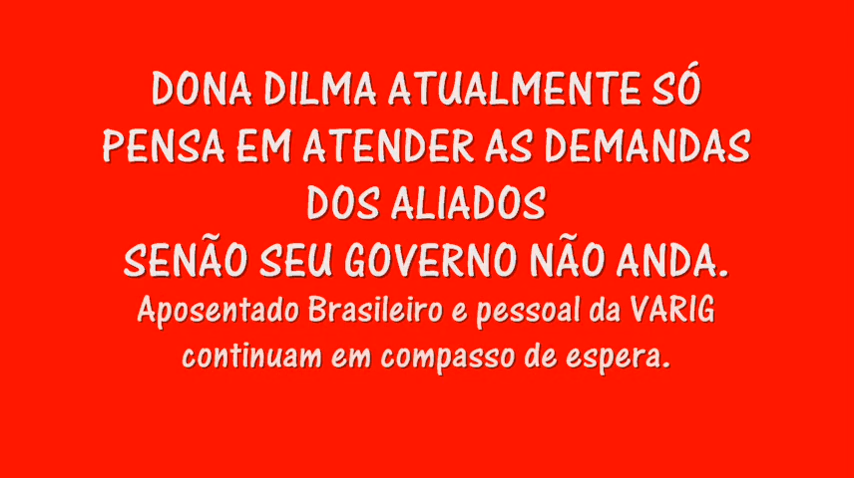 DONA DILMA ATUALMENTE SÓ
PENSA EM ATENDER AS DEMANDAS
DOS ALIADOS
SENÃO SEU GOVERNO NÃO ANDA.
Aposentado Brasileiro e pessoal da VARIG
continuam em compasso de espera.